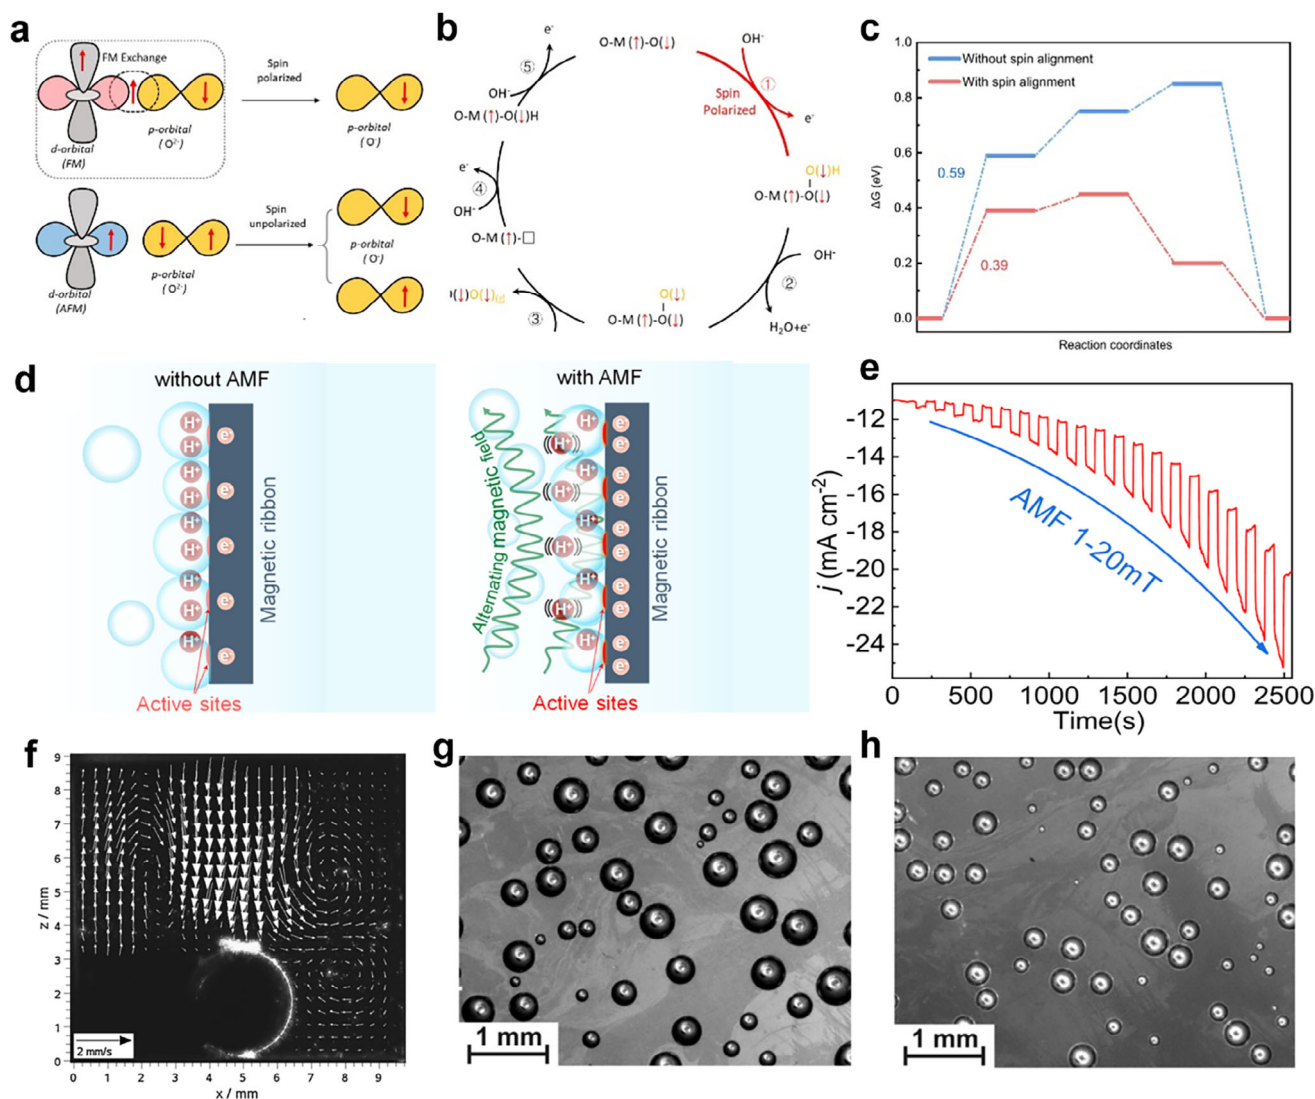 a
FM Exchange
Spin
polarized
p-orbital
(O²⁻)
d-orbital
(FM)
p-orbital
(O⁻)
Spin
unpolarized
p-orbital
(O²⁻)
d-orbital
(AFM)
p-orbital
(O⁻)
b
O-M(↑)-O(↓)
OH⁻
①
Spin
Polarized
e⁻
O(↓)H
O-M(↑)-O(↓)
OH⁻
②
H₂O+e⁻
O(↓)
O-M(↑)-O(↓)
③
O-M(↑)-□
④
OH⁻
e⁻
O-M(↑)-O(↓)H
OH⁻
⑤
e⁻
c
Without spin alignment
With spin alignment
1.0
0.8
0.6
0.4
0.2
0.0
ΔG (eV)
0.59
0.39
Reaction coordinates
d
without AMF
H⁺
H⁺
H⁺
H⁺
H⁺
H⁺
H⁺
H⁺
H⁺
e
e
e
e
e
Magnetic ribbon
Active sites
with AMF
Alternating magnetic field
H⁺
H⁺
H⁺
H⁺
H⁺
H⁺
H⁺
H⁺
e
e
e
e
e
e
e
e
e
e
Magnetic ribbon
Active sites
e
-12
-14
-16
-18
-20
-22
-24
j (mA cm⁻²)
AMF 1-20mT
0 500 1000 1500 2000 2500
Time(s)
f
9
8
7
6
5
4
3
2
1
0
z / mm
2 mm/s
0 1 2 3 4 5 6 7 8 9
x / mm
g
1 mm
h
1 mm